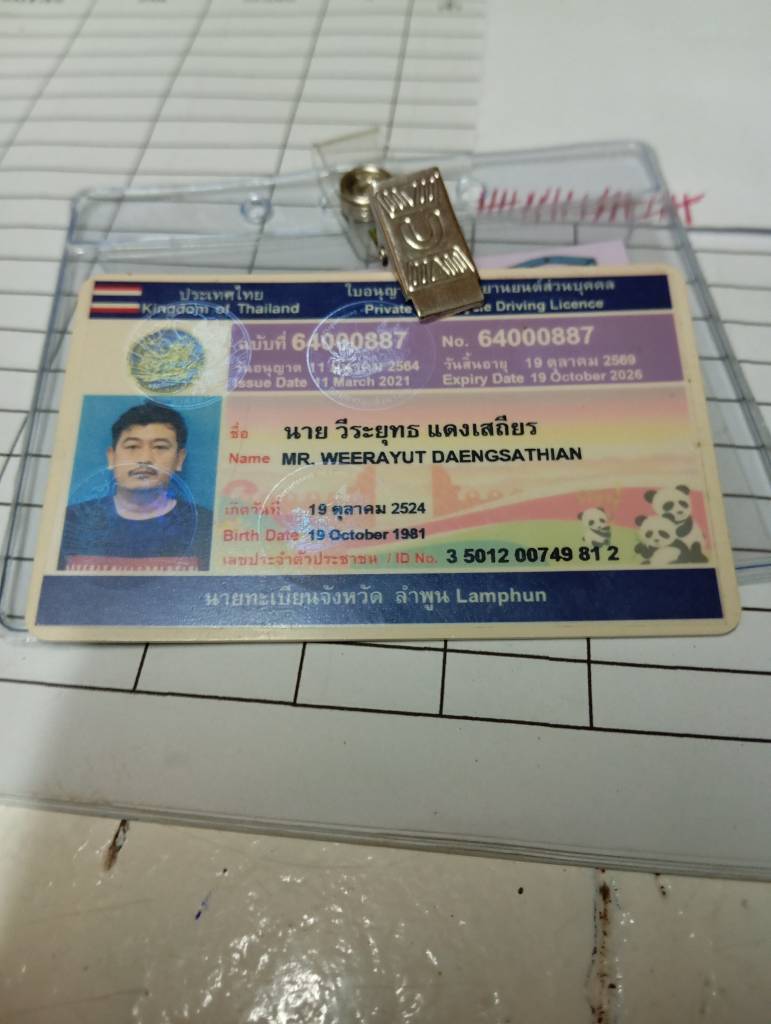 ประเทศไทย
Kingdom of Thailand
ใบอนุญา ยานยนต์ส่วนบุคคล
Private Driving Licence
ฉบับที่ 64000887
No. 64000887
วันอนุญาต 11 มีนาคม 2564
วันสิ้นอายุ 19 ตุลาคม 2569
Issue Date 11 March 2021
Expiry Date 19 October 2026
ชื่อ นาย วีระยุทธ แดงเสถียร
Name MR. WEERAYUT DAENGSATHIAN
เกิดวันที่ 19 ตุลาคม 2524
Birth Date 19 October 1981
เลขประจำตัวประชาชน / ID No. 3 5012 00749 81 2
นายทะเบียนจังหวัด ลำพูน Lamphun